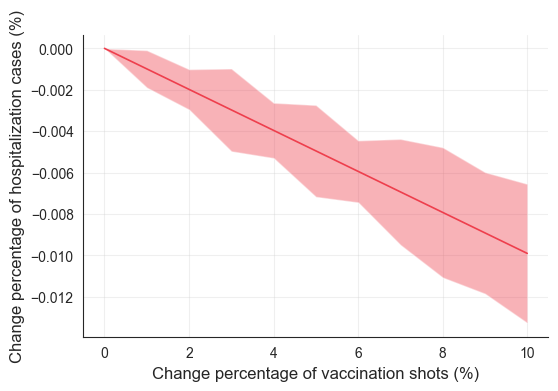 Change percentage of hospitalization cases (%)
0.000
−0.002
−0.004
−0.006
−0.008
−0.010
−0.012
0 2 4 6 8 10
Change percentage of vaccination shots (%)